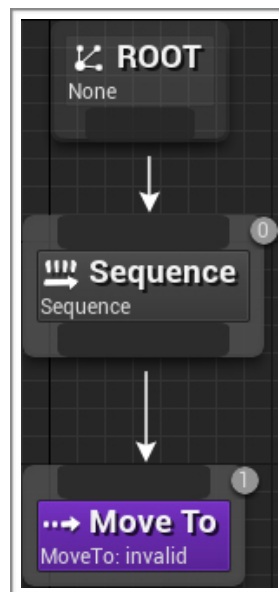 ROOT
None
0
Sequence
Sequence
1
Move To
MoveTo: invalid